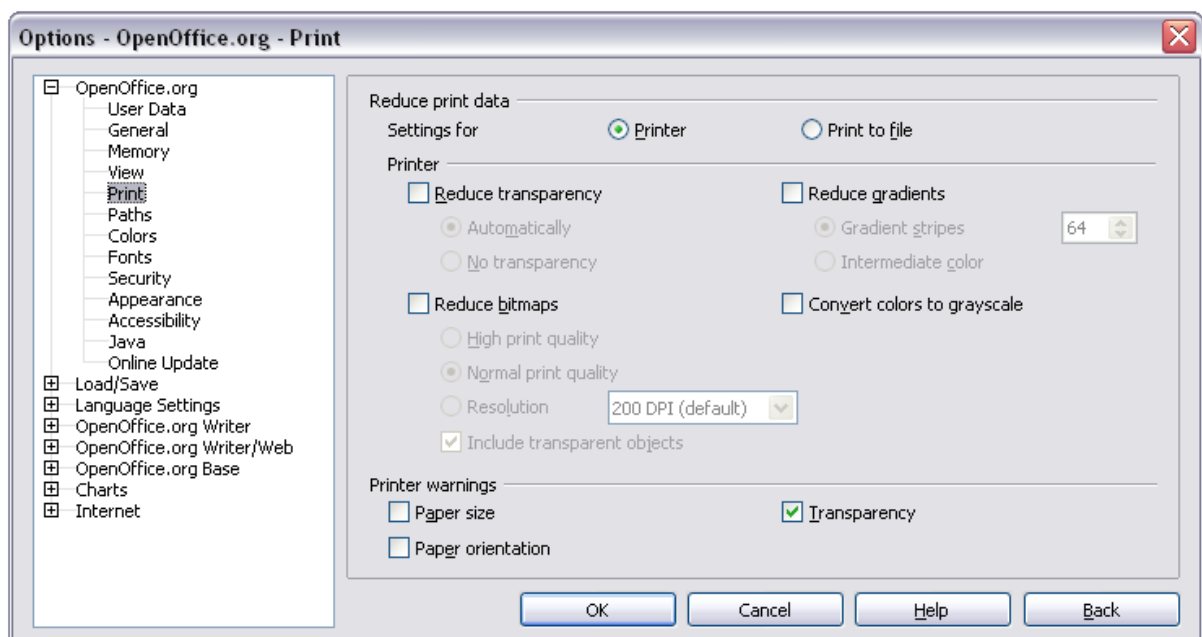 Options - OpenOffice.org - Print
OpenOffice.org
User Data
General
Memory
View
Print
Paths
Colors
Fonts
Security
Appearance
Accessibility
Java
Online Update
Load/Save
Language Settings
OpenOffice.org Writer
OpenOffice.org Writer/Web
OpenOffice.org Base
Charts
Internet
Reduce print data
Settings for Printer Print to file
Printer
Reduce transparency Reduce gradients
Automatically Gradient stripes 64
No transparency Intermediate color
Reduce bitmaps Convert colors to grayscale
High print quality
Normal print quality
Resolution 200 DPI (default)
Include transparent objects
Printer warnings
Paper size Transparency
Paper orientation
OK Cancel Help Back